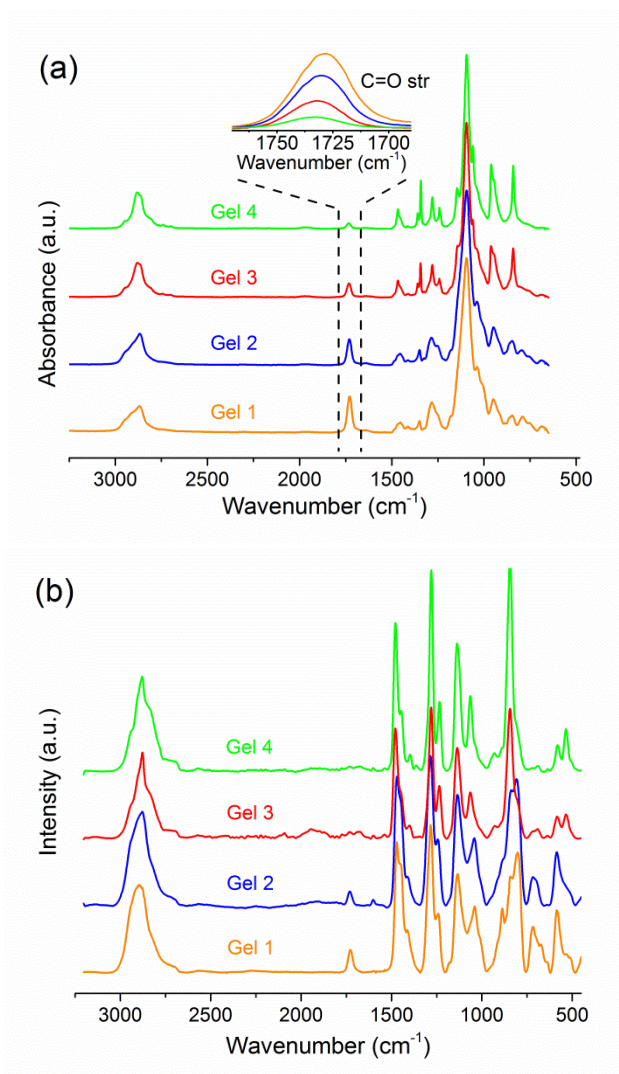 (a)
C=O str
1750 1725 1700
Wavenumber (cm⁻¹)
Gel 4
Gel 3
Gel 2
Gel 1
Absorbance (a.u.)
3000 2500 2000 1500 1000 500
Wavenumber (cm⁻¹)
(b)
Gel 4
Gel 3
Gel 2
Gel 1
Intensity (a.u.)
3000 2500 2000 1500 1000 500
Wavenumber (cm⁻¹)